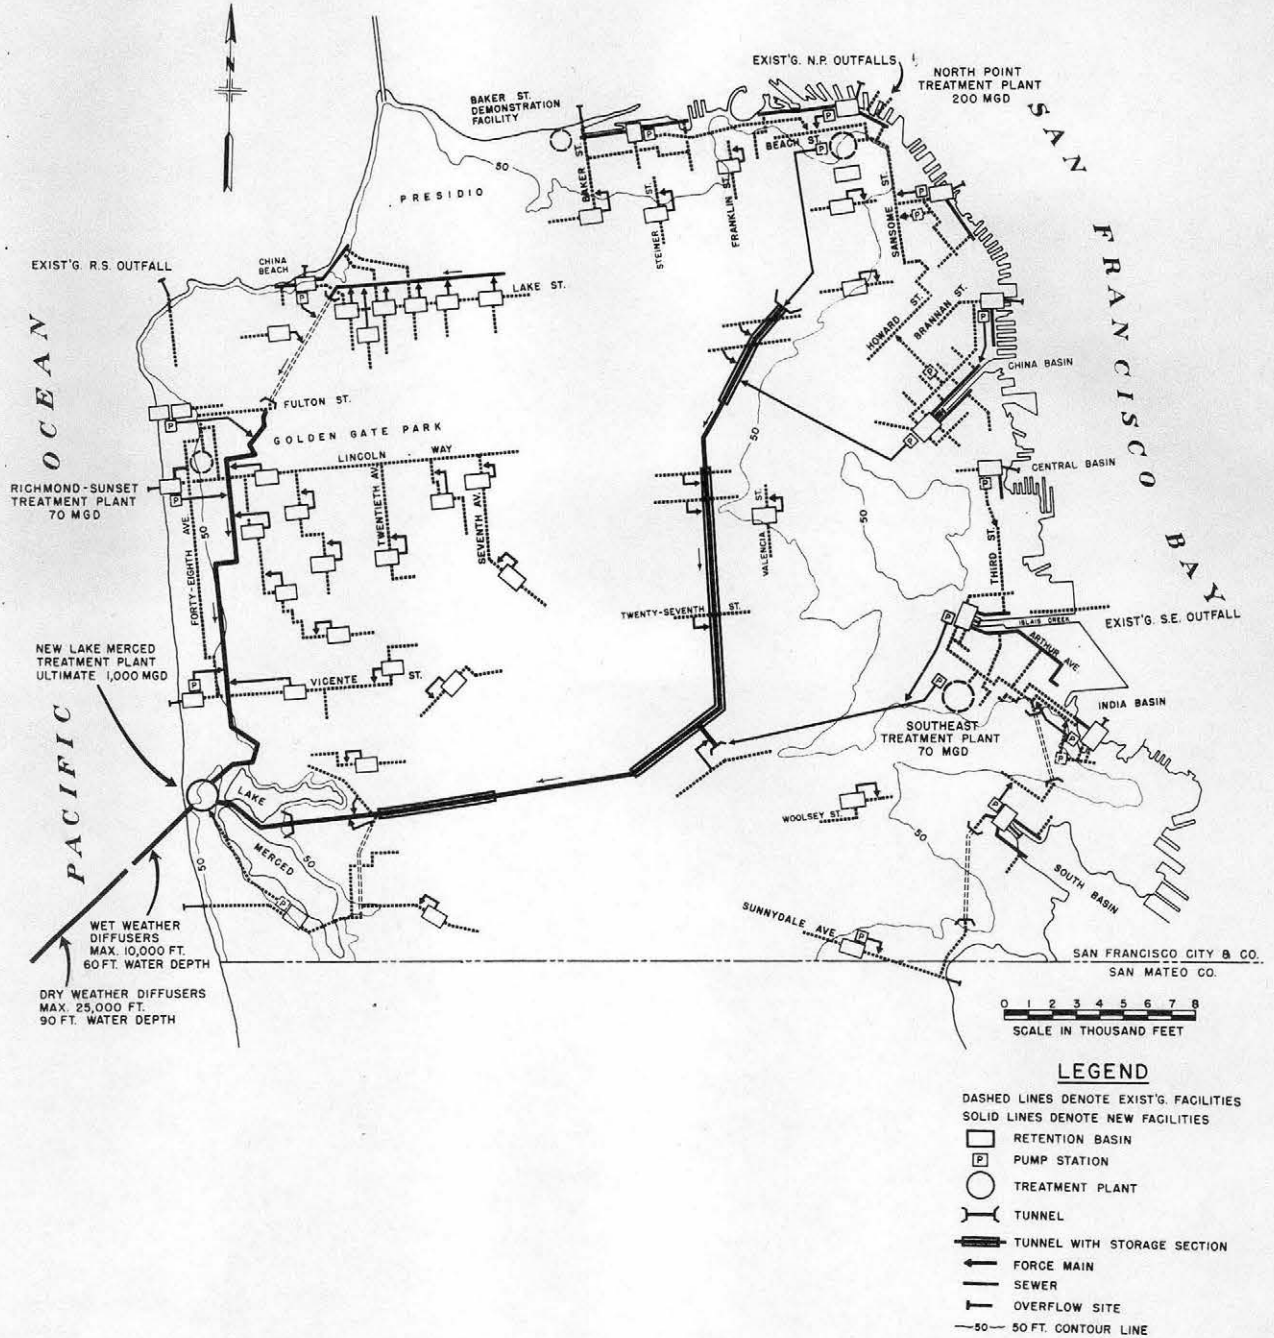 EXIST'G. N.P. OUTFALLS
NORTH POINT
TREATMENT PLANT
200 MGD
SAN FRANCISCO BAY
N
BAKER ST.
DEMONSTRATION
FACILITY
50
PRESIDIO
BAKER ST.
STEINER ST.
FRANKLIN ST.
BEACH ST.
SANSOME ST.
P
P
P
P
P
EXIST'G. R.S. OUTFALL
CHINA
BEACH
P
LAKE ST.
HOWARD ST.
BRANNAN ST.
P
P
CHINA BASIN
PACIFIC OCEAN
FULTON ST.
P
GOLDEN GATE PARK
LINCOLN WAY
50
P
CENTRAL BASIN
P
RICHMOND-SUNSET
TREATMENT PLANT
70 MGD
P
50
FORTY-EIGHTH AVE
TWENTIETH AV.
SEVENTH AV.
VALENCIA ST.
50
THIRD ST.
TWENTY-SEVENTH ST.
P
ISLAIS CREEK
EXIST'G. S.E. OUTFALL
ARTHUR AVE
NEW LAKE MERCED
TREATMENT PLANT
ULTIMATE 1,000 MGD
P
VICENTE ST.
P
SOUTHEAST
TREATMENT PLANT
70 MGD
INDIA BASIN
P
P
LAKE MERCED
50
50
P
WOOLSEY ST.
50
P
SOUTH BASIN
WET WEATHER
DIFFUSERS
MAX. 10,000 FT.
60 FT. WATER DEPTH
SUNNYDALE AVE
P
SAN FRANCISCO CITY & CO.
SAN MATEO CO.
DRY WEATHER DIFFUSERS
MAX. 25,000 FT.
90 FT. WATER DEPTH
0 1 2 3 4 5 6 7 8
SCALE IN THOUSAND FEET
LEGEND
DASHED LINES DENOTE EXIST'G. FACILITIES
SOLID LINES DENOTE NEW FACILITIES
RETENTION BASIN
P PUMP STATION
TREATMENT PLANT
TUNNEL
TUNNEL WITH STORAGE SECTION
FORCE MAIN
SEWER
OVERFLOW SITE
50 50 FT. CONTOUR LINE